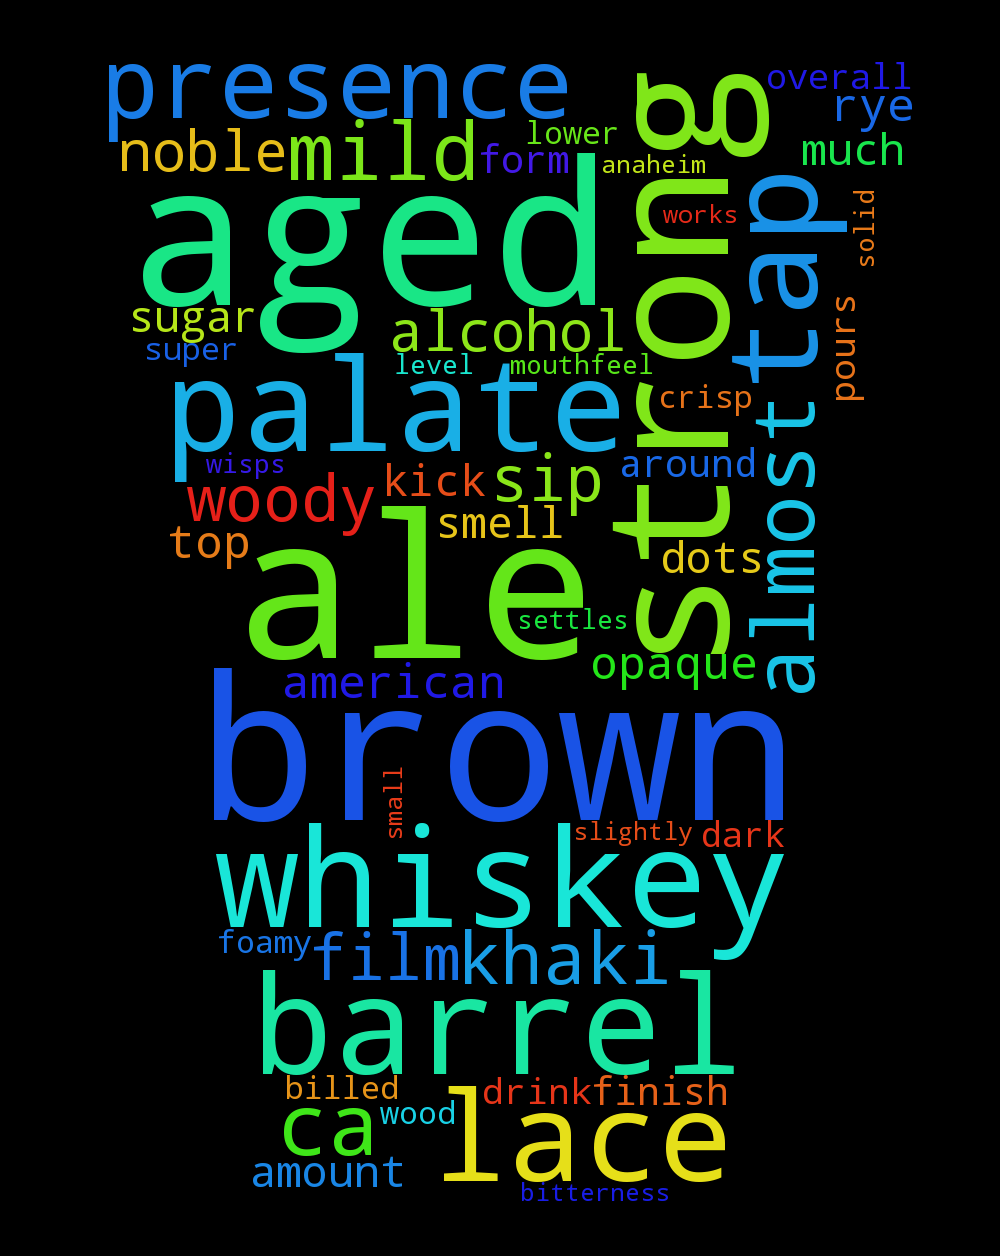 presence
overall
rye
noble
mild
lower
form
anaheim
much
aged
strong
works
tap
solid
sugar
super
alcohol
level
mouthfeel
pours
palate
crisp
almost
wisps
woody
kick
sip
around
top
smell
dots
ale
settles
opaque
american
brown
small
slightly
dark
whiskey
foamy
film
khaki
barrel
billed
drink
finish
ca
wood
lace
amount
bitterness